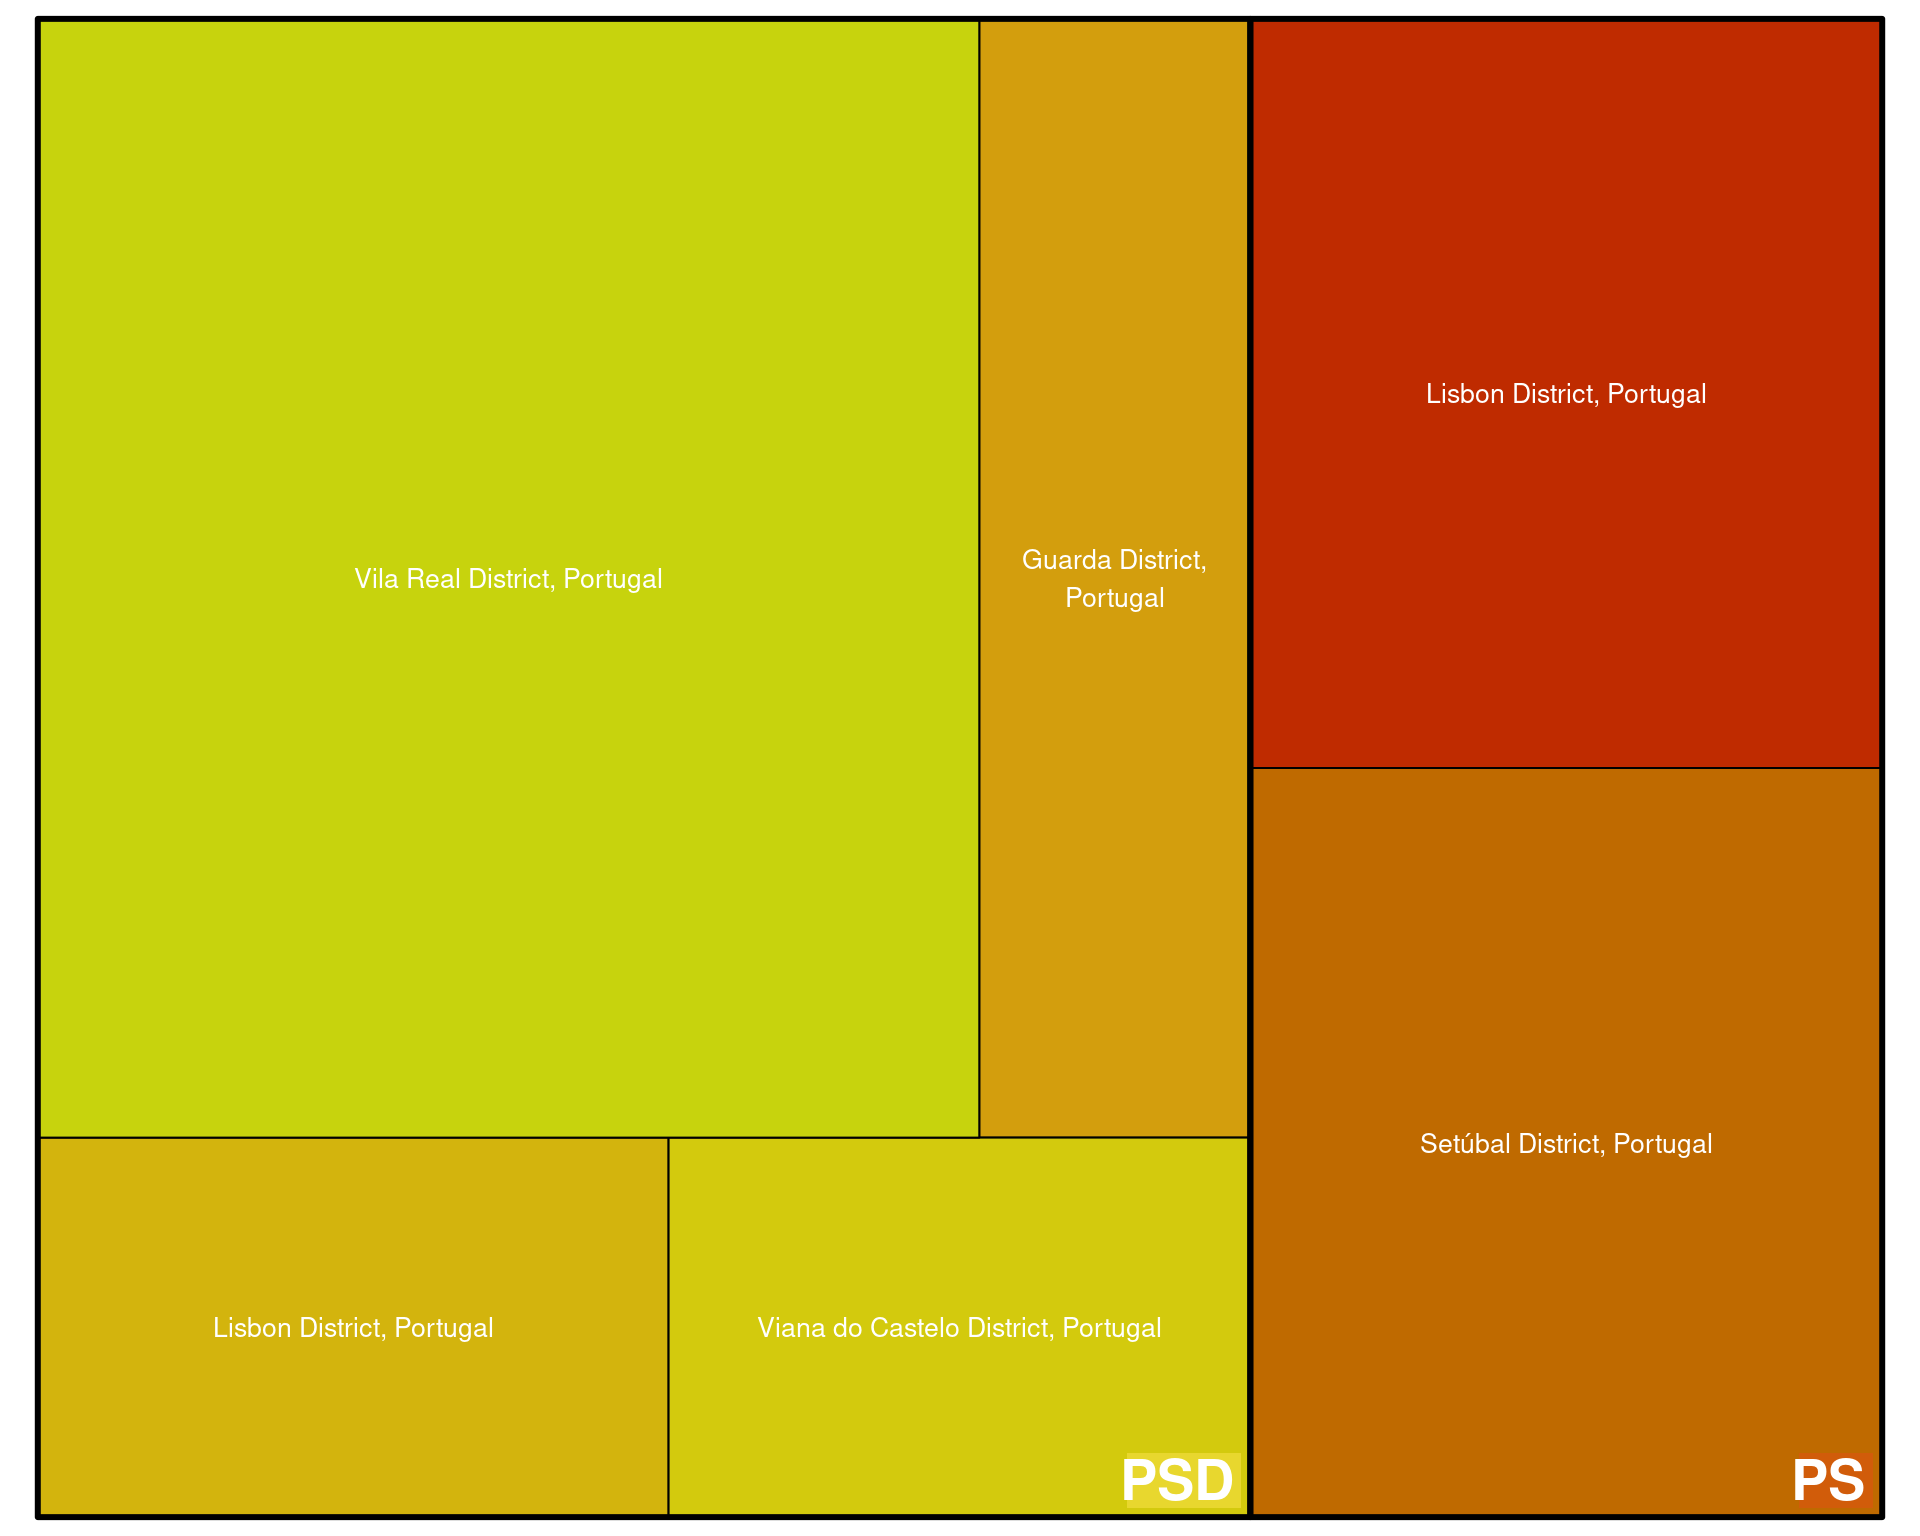 Vila Real District, Portugal
Guarda District,
Portugal
Lisbon District, Portugal
Viana do Castelo District, Portugal
PSD
Lisbon District, Portugal
Setúbal District, Portugal
PS